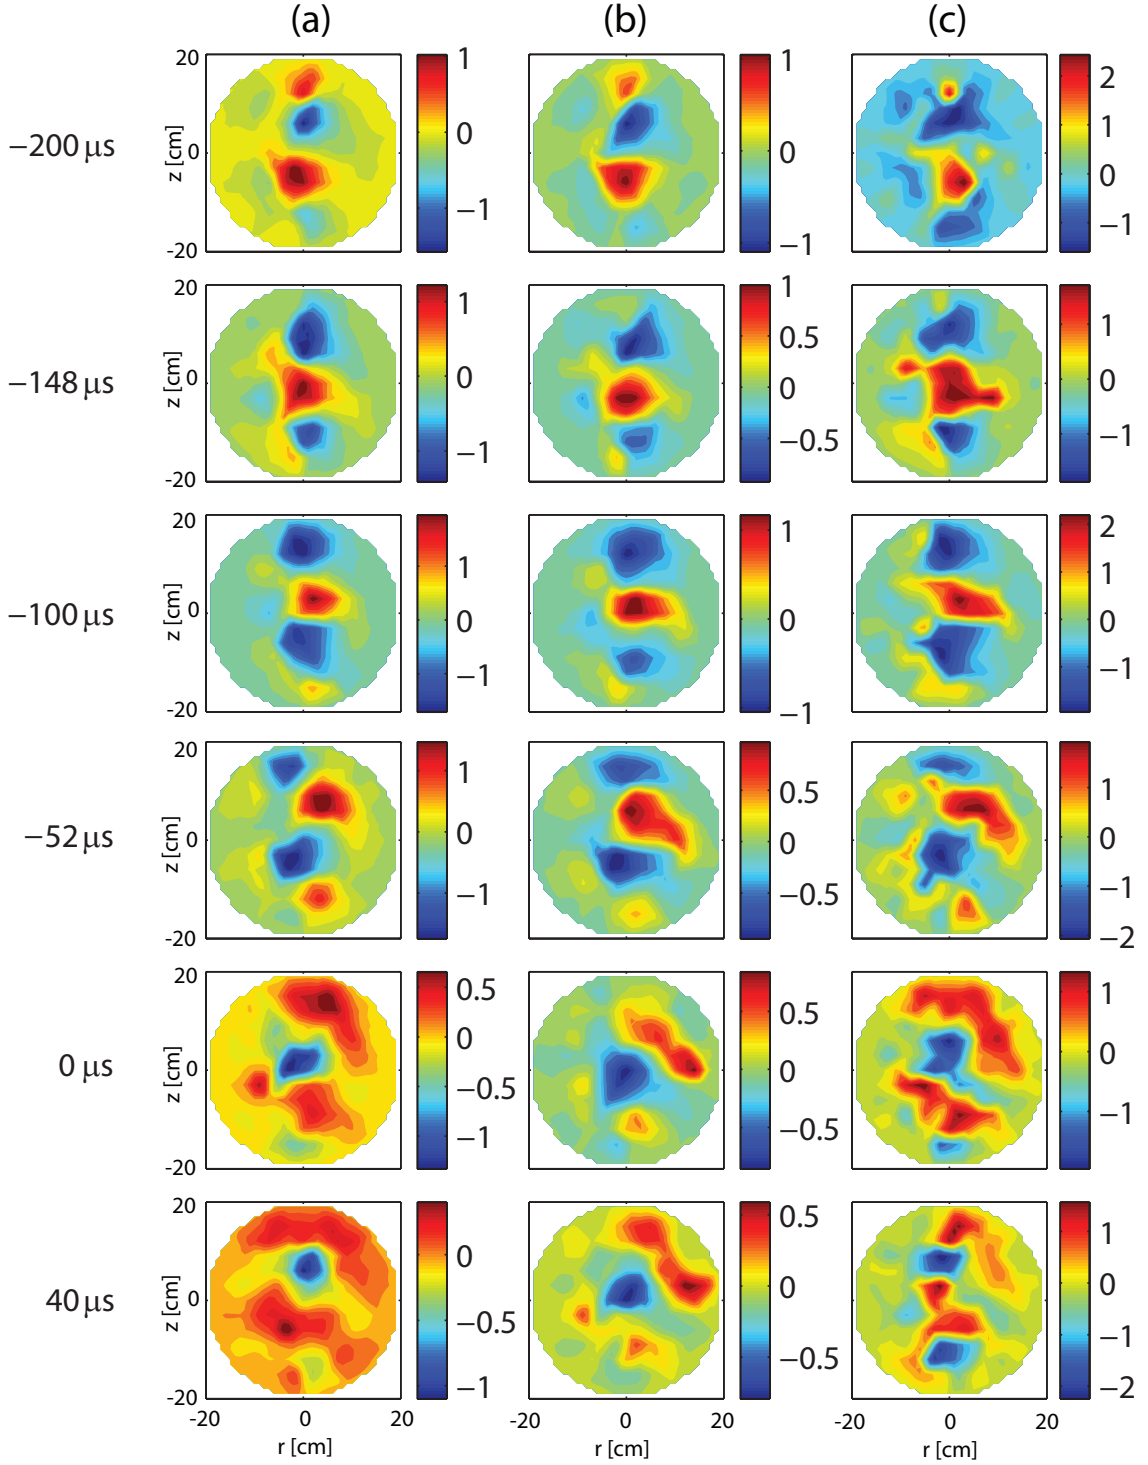 (a) (b) (c)
−200 μs z [cm] 20 0 -20 1 0 −1 1 0 −1 2 1 0 −1
−148 μs z [cm] 20 0 -20 1 0 −1 1 0.5 0 −0.5 1 0 −1
−100 μs z [cm] 20 0 -20 1 0 −1 1 0 −1 2 1 0 −1
−52 μs z [cm] 20 0 -20 1 0 −1 0.5 0 −0.5 1 0 −1 −2
0 μs z [cm] 20 0 -20 0.5 0 −0.5 −1 0.5 0 −0.5 1 0 −1
40 μs z [cm] 20 0 -20 0 −0.5 −1 0.5 0 −0.5 1 0 −1 −2
-20 0 20 -20 0 20 -20 0 20
r [cm] r [cm] r [cm]